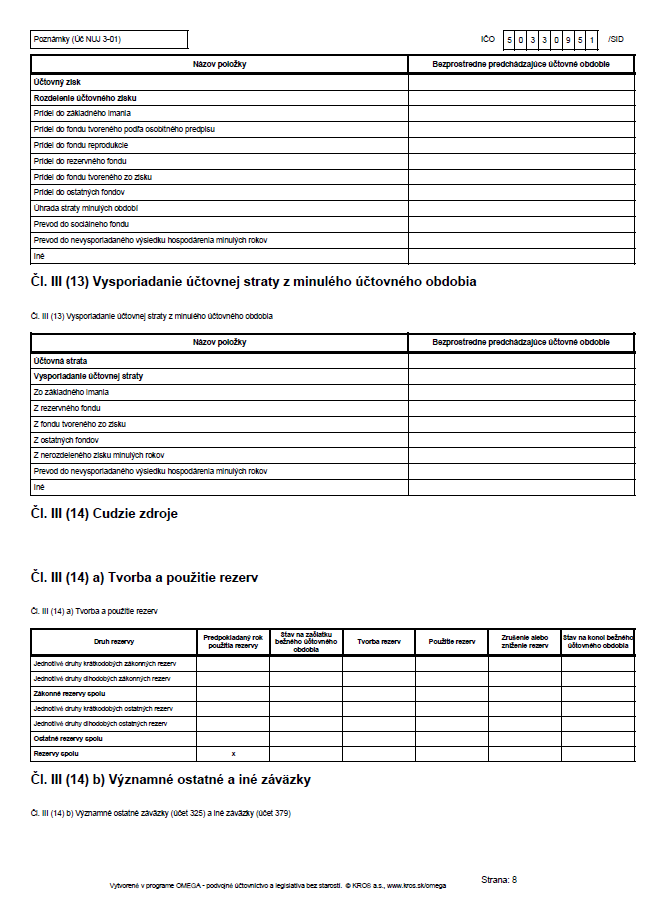 Poznámky (Úč NUJ 3-01) IČO 5 0 3 3 0 9 5 1 /SID
Názov položky Bezprostredne predchádzajúce účtovné obdobie
Účtovný zisk
Rozdelenie účtovného zisku
Prídel do základného imania
Prídel do fondu tvoreného podľa osobitného predpisu
Prídel do fondu reprodukcie
Prídel do rezervného fondu
Prídel do fondu tvoreného zo zisku
Prídel do ostatných fondov
Úhrada straty minulých období
Prevod do sociálneho fondu
Prevod do nevysporiadaného výsledku hospodárenia minulých rokov
Iné
Čl. III (13) Vysporiadanie účtovnej straty z minulého účtovného obdobia
Čl. III (13) Vysporiadanie účtovnej straty z minulého účtovného obdobia
Názov položky Bezprostredne predchádzajúce účtovné obdobie
Účtovná strata
Vysporiadanie účtovnej straty
Zo základného imania
Z rezervného fondu
Z fondu tvoreného zo zisku
Z ostatných fondov
Z nerozdeleného zisku minulých rokov
Prevod do nevysporiadaného výsledku hospodárenia minulých rokov
Iné
Čl. III (14) Cudzie zdroje
Čl. III (14) a) Tvorba a použitie rezerv
Čl. III (14) a) Tvorba a použitie rezerv
Druh rezervy Predpokladaný rok použitia rezervy Stav na začiatku bežného účtovného obdobia Tvorba rezerv Použitie rezerv Zrušenie alebo zníženie rezerv Stav na konci bežného účtovného obdobia
Jednotlivé druhy krátkodobých zákonných rezerv
Jednotlivé druhy dlhodobých zákonných rezerv
Zákonné rezervy spolu
Jednotlivé druhy krátkodobých ostatných rezerv
Jednotlivé druhy dlhodobých ostatných rezerv
Ostatné rezervy spolu
Rezervy spolu x
Čl. III (14) b) Významné ostatné a iné záväzky
Čl. III (14) b) Významné ostatné záväzky (účet 325) a iné záväzky (účet 379)
Strana: 8
Vytvorené v programe OMEGA - podvojné účtovníctvo a legislatíva bez starostí. © KROS a.s., www.kros.sk/omega